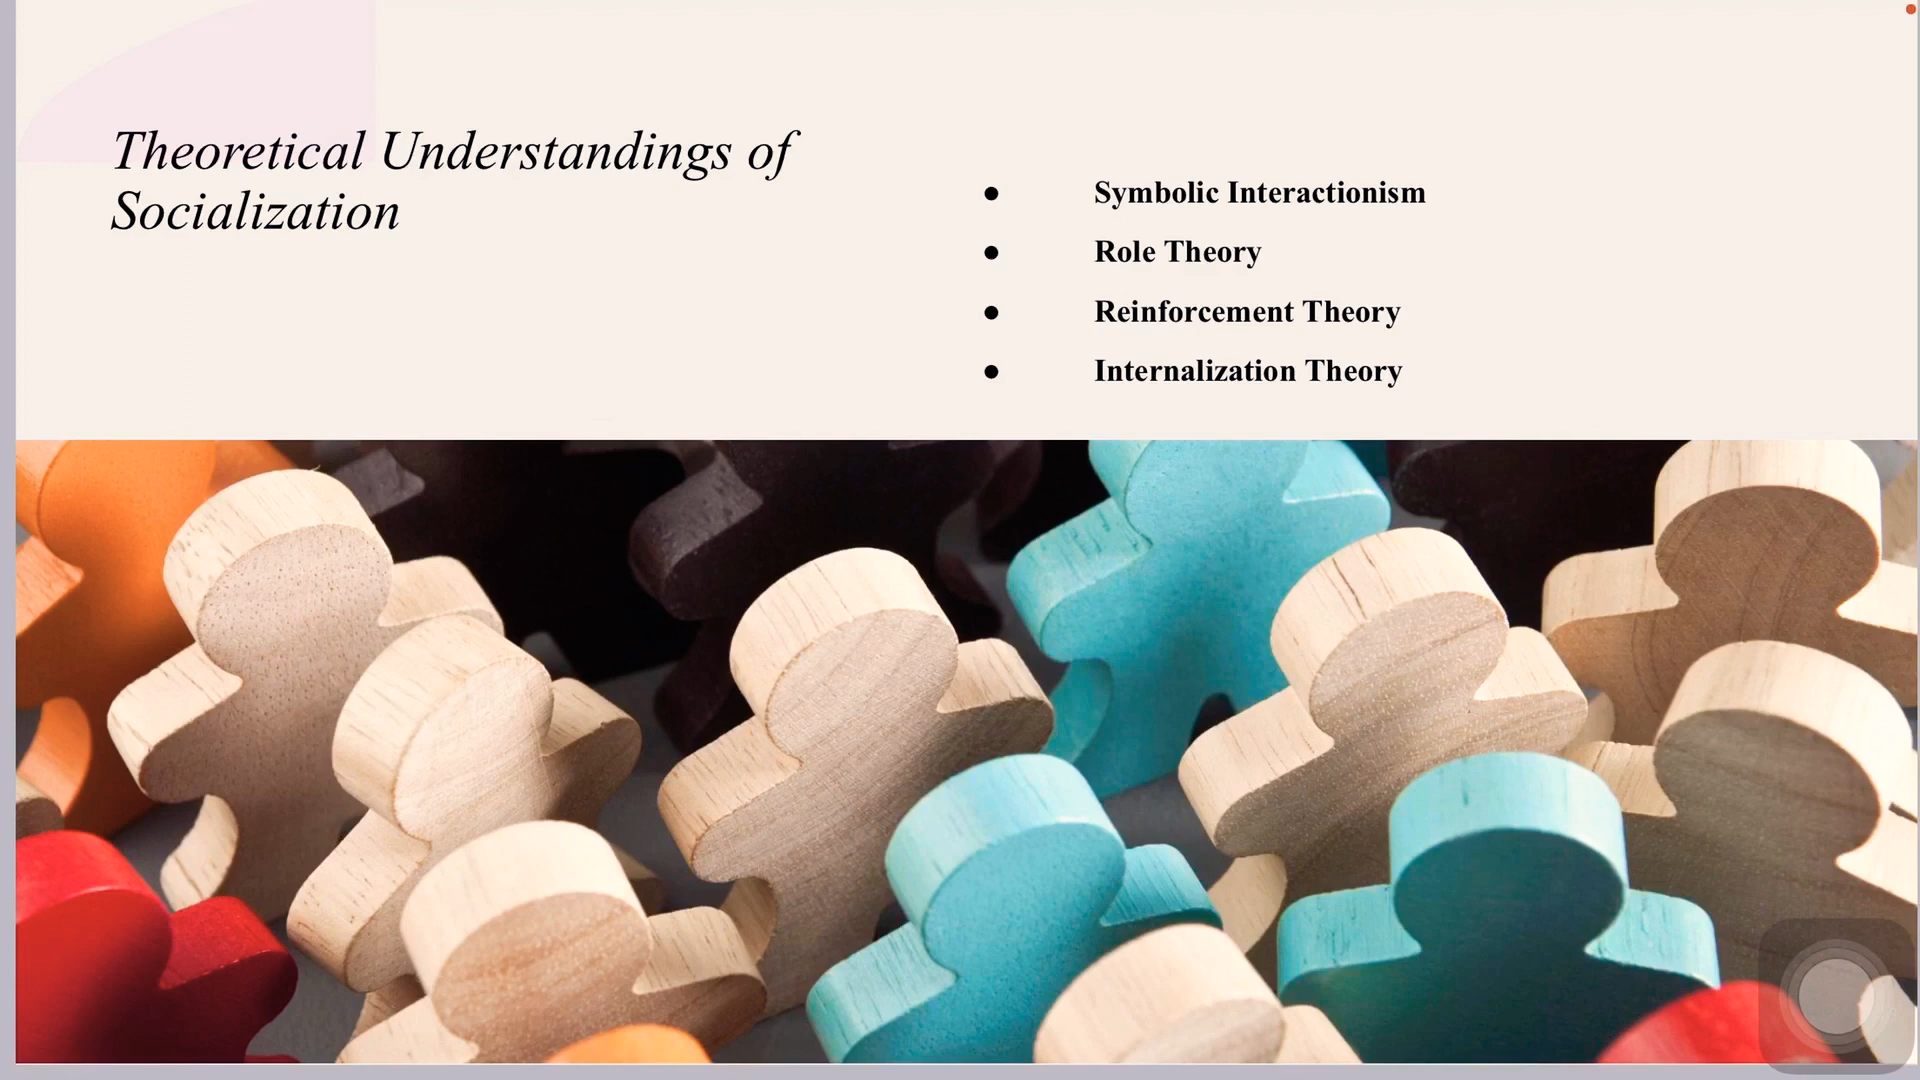 Theoretical Understandings of
Socialization
● Symbolic Interactionism
● Role Theory
● Reinforcement Theory
● Internalization Theory